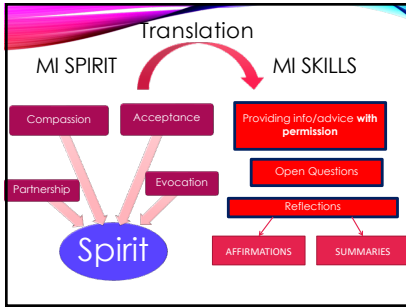 Translation
MI SPIRIT
MI SKILLS
Compassion
Acceptance
Partnership
Evocation
Spirit
Providing info/advice with
permission
Open Questions
Reflections
AFFIRMATIONS
SUMMARIES